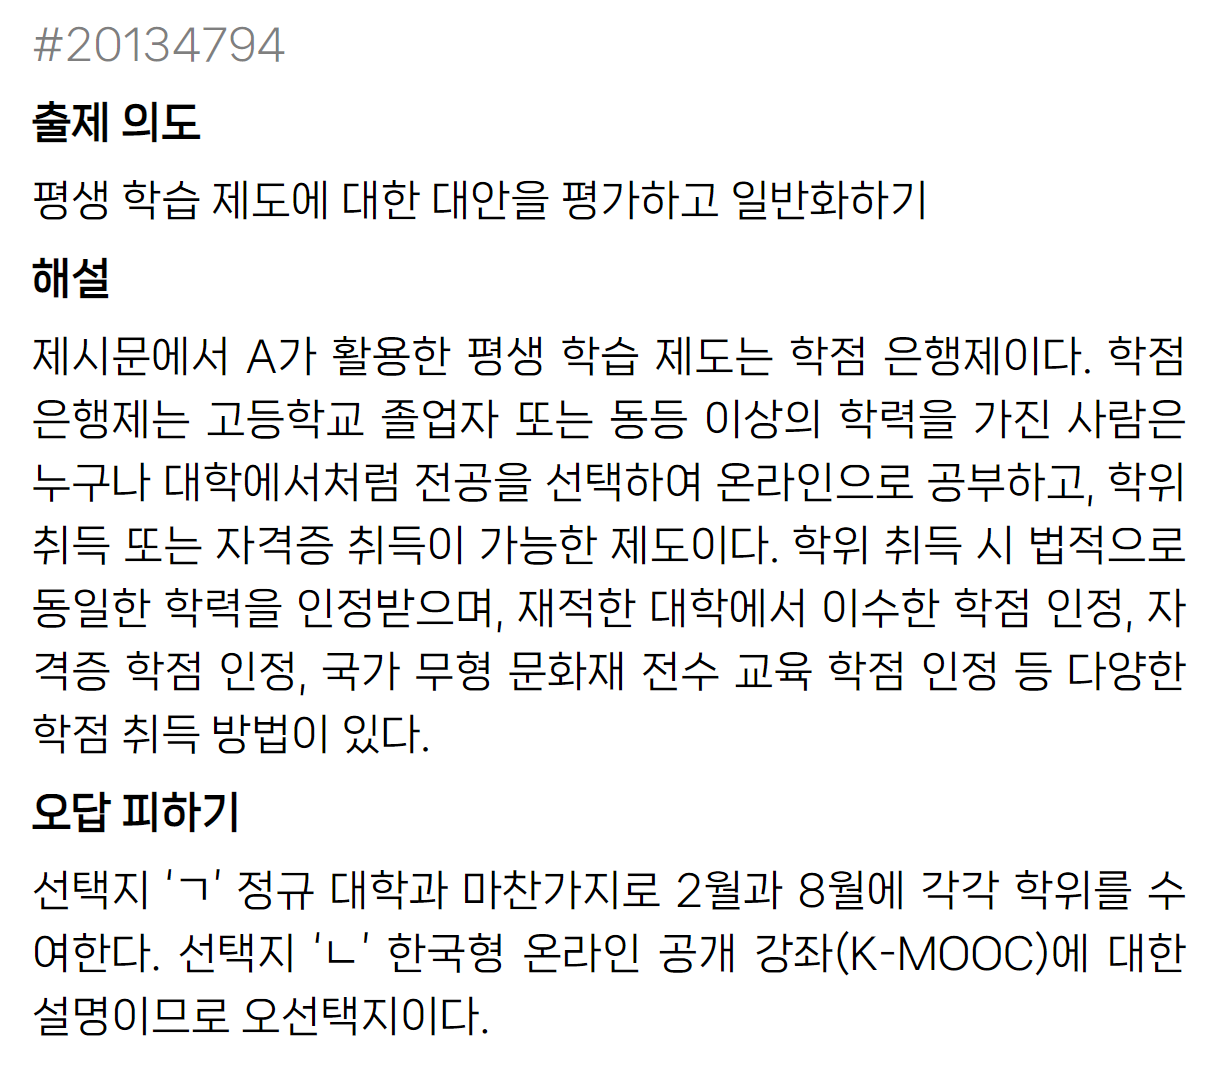 #20134794
출제 의도
평생 학습 제도에 대한 대안을 평가하고 일반화하기
해설
제시문에서 A가 활용한 평생 학습 제도는 학점 은행제이다. 학점
은행제는 고등학교 졸업자 또는 동등 이상의 학력을 가진 사람은
누구나 대학에서처럼 전공을 선택하여 온라인으로 공부하고, 학위
취득 또는 자격증 취득이 가능한 제도이다. 학위 취득 시 법적으로
동일한 학력을 인정받으며, 재적한 대학에서 이수한 학점 인정, 자
격증 학점 인정, 국가 무형 문화재 전수 교육 학점 인정 등 다양한
학점 취득 방법이 있다.
오답 피하기
선택지 ‘ㄱ’ 정규 대학과 마찬가지로 2월과 8월에 각각 학위를 수
여한다. 선택지 ‘ㄴ’ 한국형 온라인 공개 강좌(K-MOOC)에 대한
설명이므로 오선택지이다.